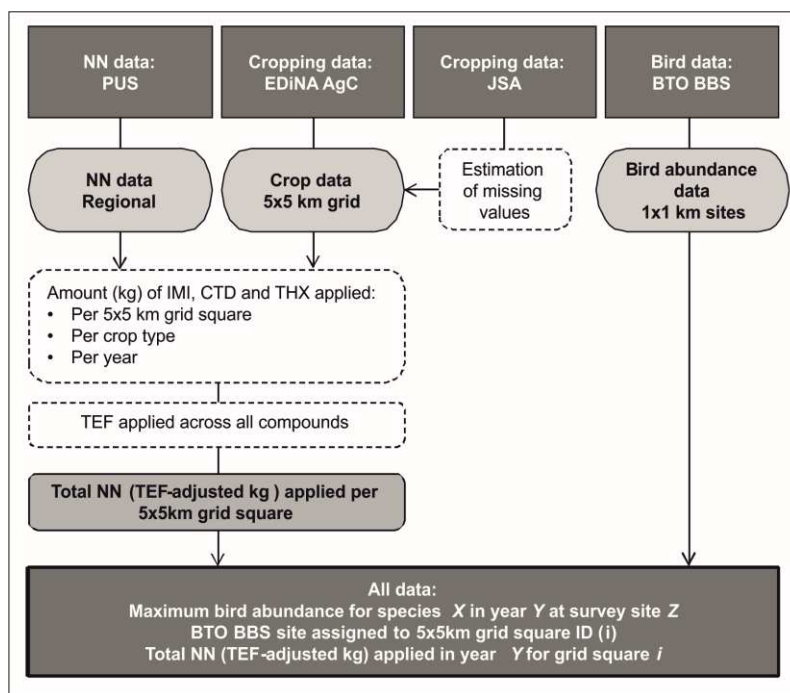 NN data:
PUS
Cropping data:
EDiNA AgC
Cropping data:
JSA
Bird data:
BTO BBS
NN data
Regional
Crop data
5x5 km grid
Estimation
of missing
values
Bird abundance
data
1x1 km sites
Amount (kg) of IMI, CTD and THX applied:
• Per 5x5 km grid square
• Per crop type
• Per year
TEF applied across all compounds
Total NN (TEF-adjusted kg ) applied per
5x5km grid square
All data:
Maximum bird abundance for species X in year Y at survey site Z
BTO BBS site assigned to 5x5km grid square ID (i)
Total NN (TEF-adjusted kg) applied in year Y for grid square i